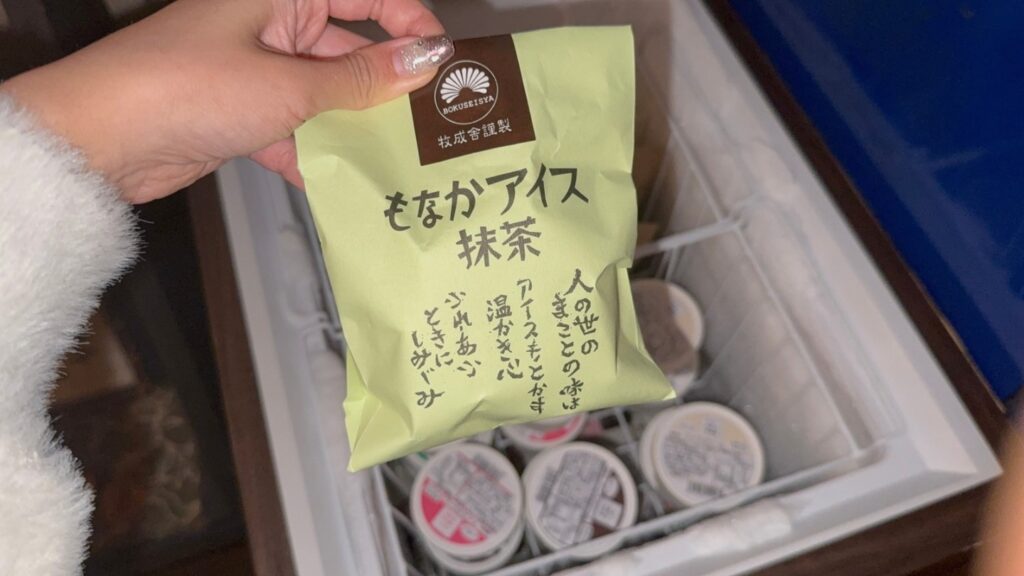 BOKUSEISYA
牧成舎謹製
もなかアイス
抹茶
人の世の
まことの味は
アイスをもとかす
温かき心
ふれあふ
ときに
しみじみ